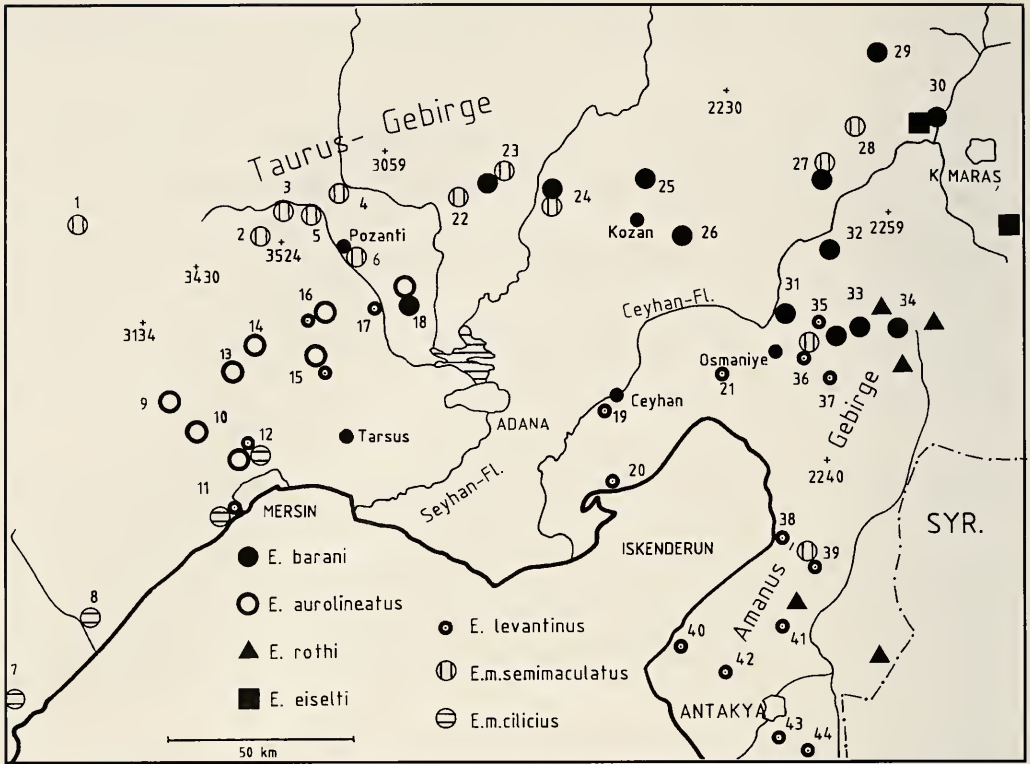 29
30
2230
Taurus-Gebirge
3059
28
27
K. MARAŞ
23
3
4
22
24
25
1
2
3524
5
Pozanti
6
Kozan
26
32
2259
3430
16
17
18
Ceyhan-Fl.
31
35
33
34
3134
14
13
15
Osmaniye
36
37
9
10
12
21
19
Ceyhan
Tarsus
ADANA
Gebirge
2240
11
MERSIN
Seyhan-Fl.
20
ISKENDERUN
38
39
SYR.
E. barani
E. aurolineatus
E. rothi
E. eiselti
E. levantinus
E.m.semimaculatus
E.m.cilicius
8
7
Amanus
40
41
42
ANTAKYA
43
44
50 km